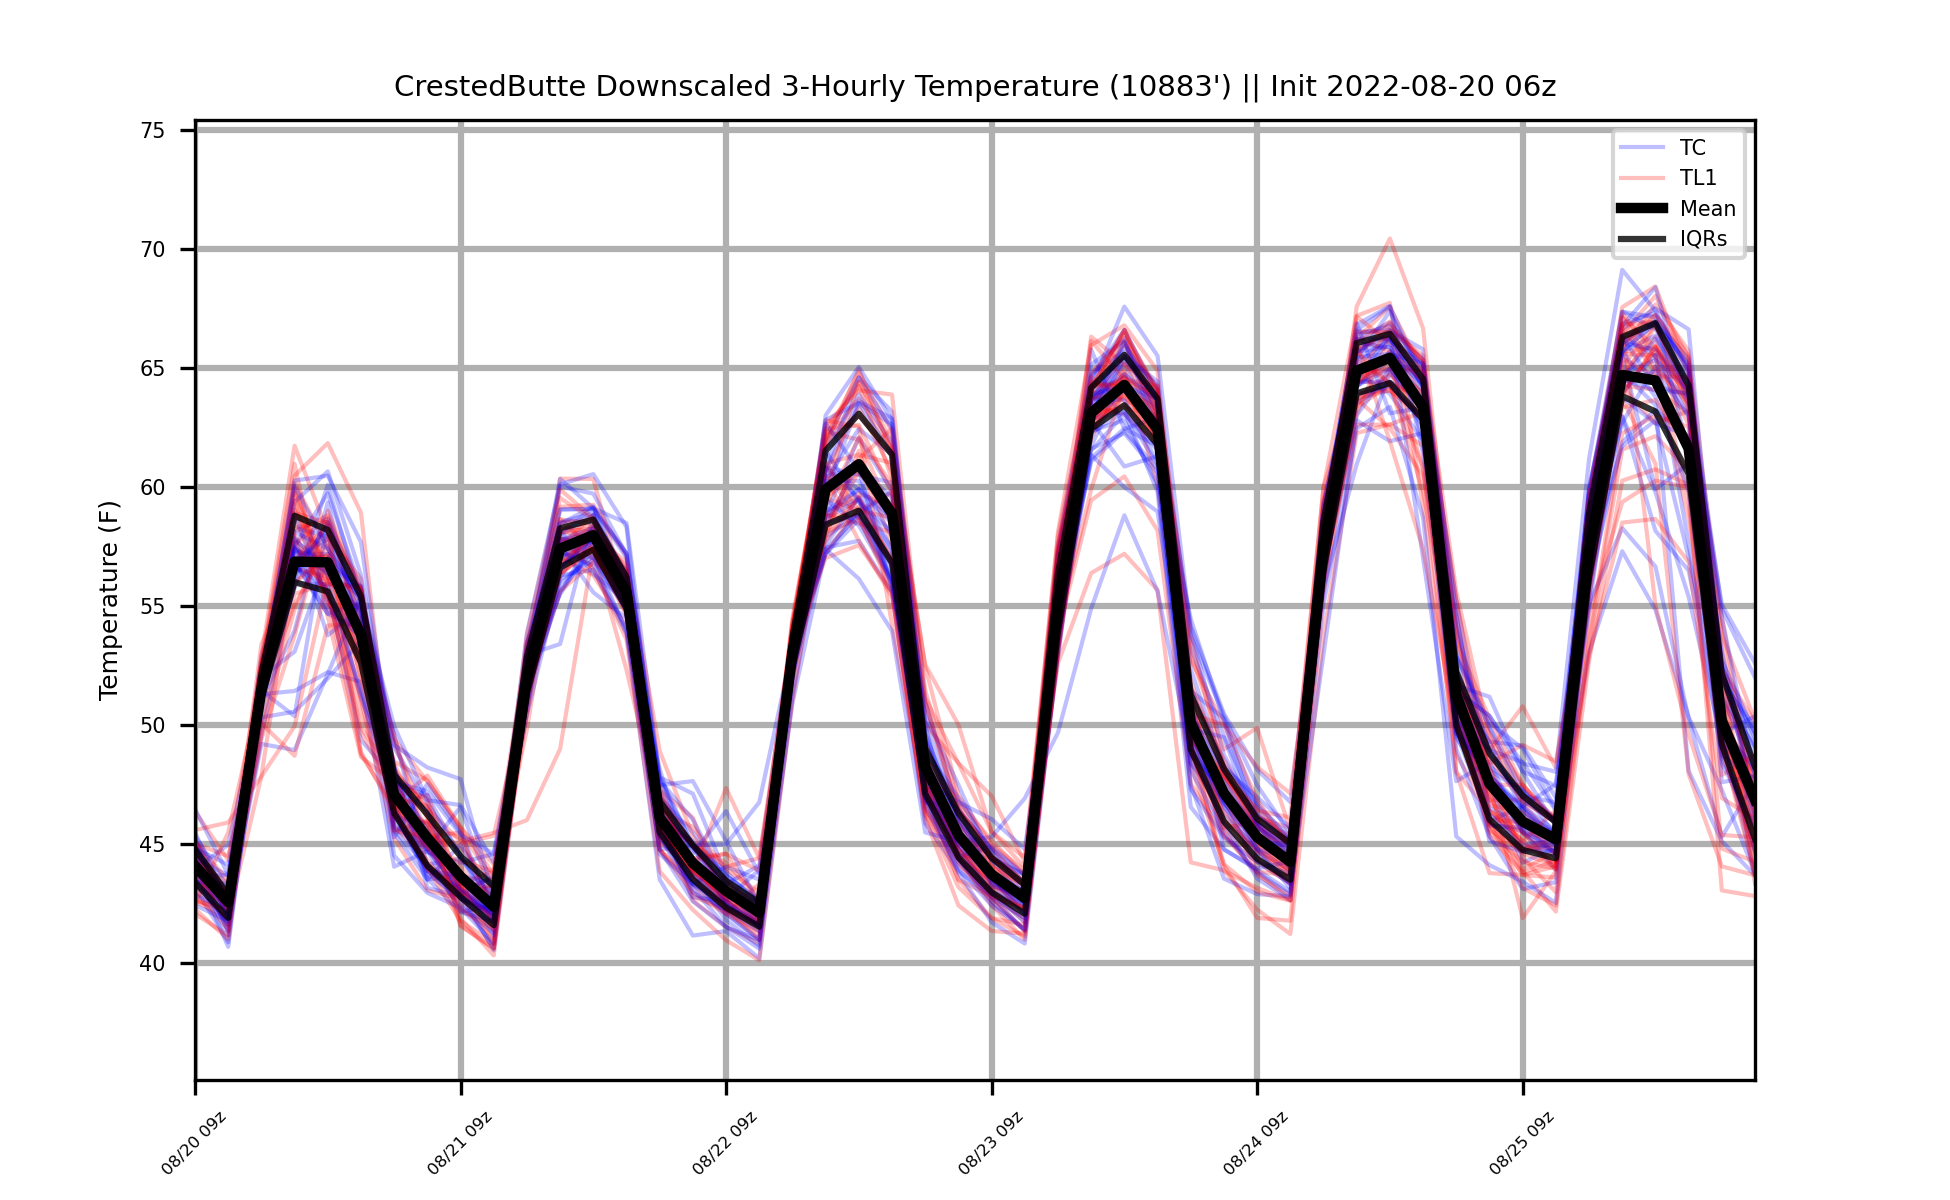 CrestedButte Downscaled 3-Hourly Temperature (10883') || Init 2022-08-20 06z
75
70
65
60
55
50
45
40
Temperature (F)
TC
TL1
Mean
IQRs
08/20 09z
08/21 09z
08/22 09z
08/23 09z
08/24 09z
08/25 09z